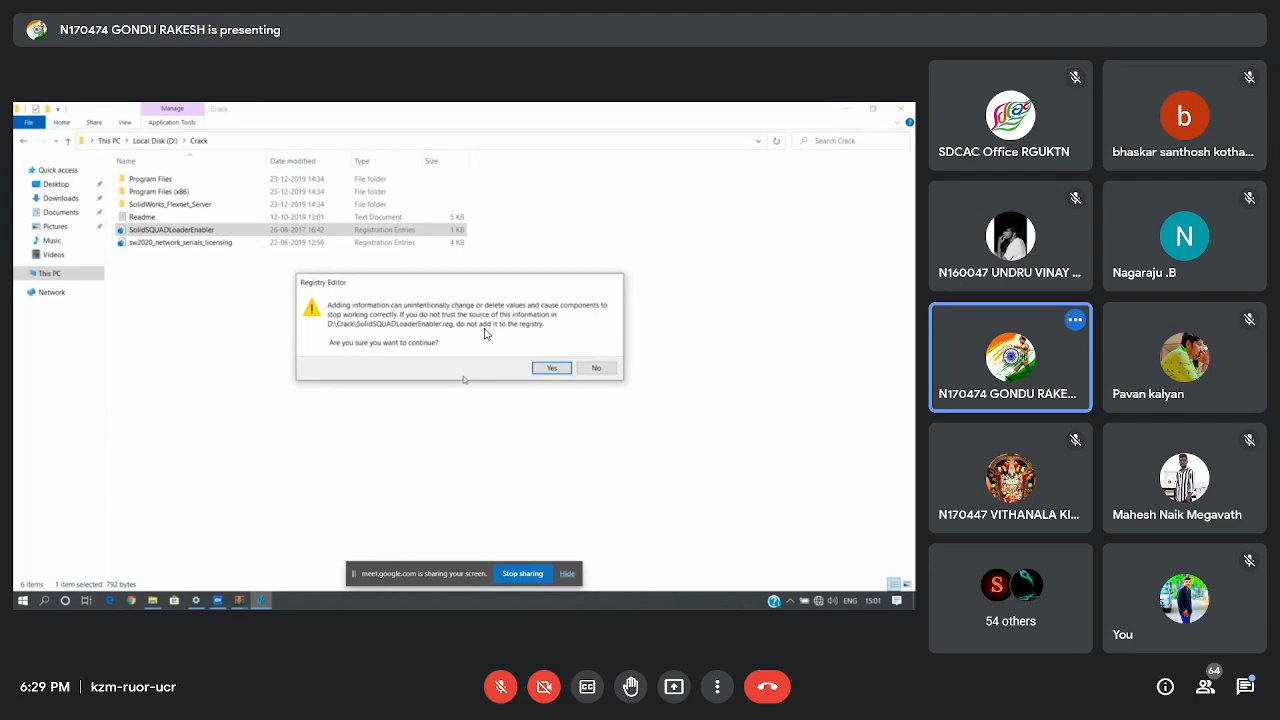 N170474 GONDU RAKESH is presenting
Manage
Crack
File
Home
Share
View
Application Tools
This PC
Local Disk (D:)
Crack
Search Crack
Name
Date modified
Type
Size
Quick access
Desktop
Downloads
Documents
Pictures
Music
Videos
This PC
Network
Program Files
23-12-2019 14:34
File folder
Program Files (x86)
23-12-2019 14:34
File folder
SolidWorks_Flexnet_Server
23-12-2019 14:34
File folder
Readme
12-10-2019 13:01
Text Document
5 KB
SolidSQUADLoaderEnabler
26-08-2017 16:42
Registration Entries
1 KB
sw2020_network_serials_licensing
22-06-2019 12:56
Registration Entries
4 KB
Registry Editor
Adding information can unintentionally change or delete values and cause components to
stop working correctly. If you do not trust the source of this information in
D:\Crack\SolidSQUADLoaderEnabler.reg, do not add it to the registry.
Are you sure you want to continue?
Yes
No
meet.google.com is sharing your screen.
Stop sharing
Hide
6 items
1 item selected 792 bytes
ENG
15:01
SDCAC Office RGUKTN
bhaskar santhosh ba...
N160047 NEULI VINAY ...
Nagaraju .B
N
b
N170474 GONDU RAKE...
Pavan kalyan
N170447 VITHANALA KI...
Mahesh Naik Megavath
S
54 others
You
6:29 PM | kzm-ruor-ucr
64